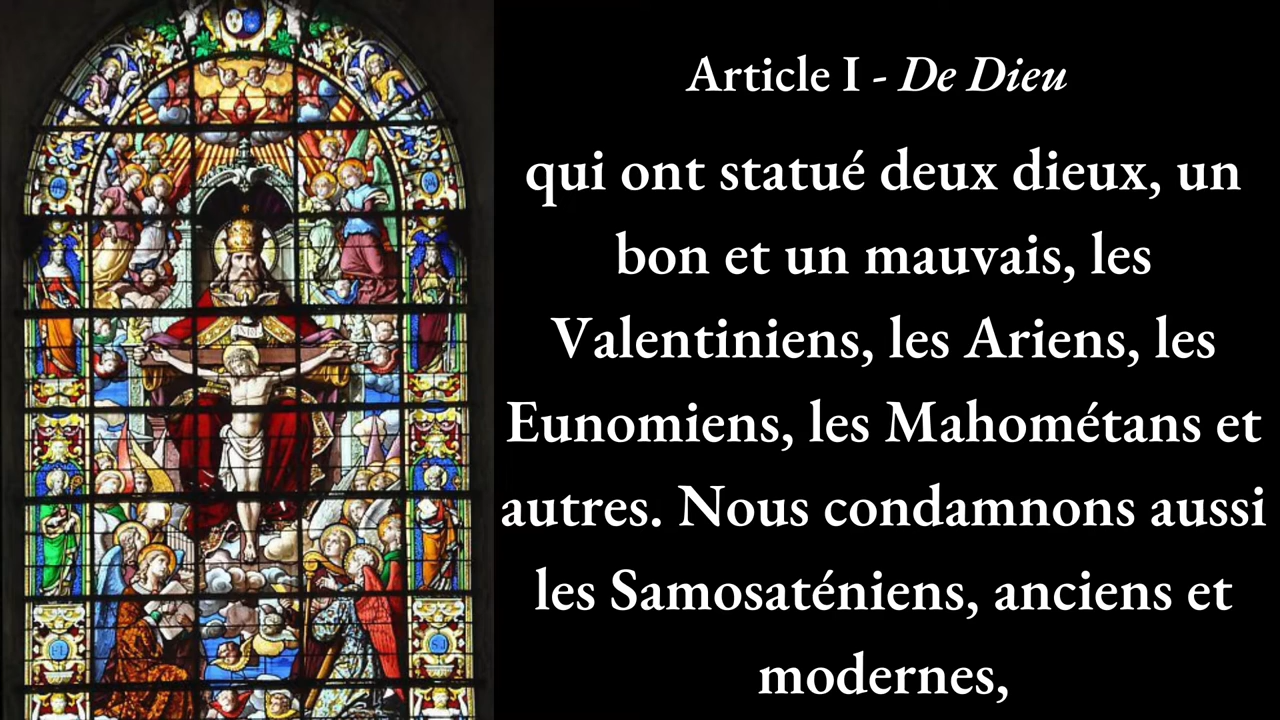 Article I - De Dieu
qui ont statué deux dieux, un
bon et un mauvais, les
Valentiniens, les Ariens, les
Eunomiens, les Mahométans et
autres. Nous condamnons aussi
les Samosaténiens, anciens et
modernes,